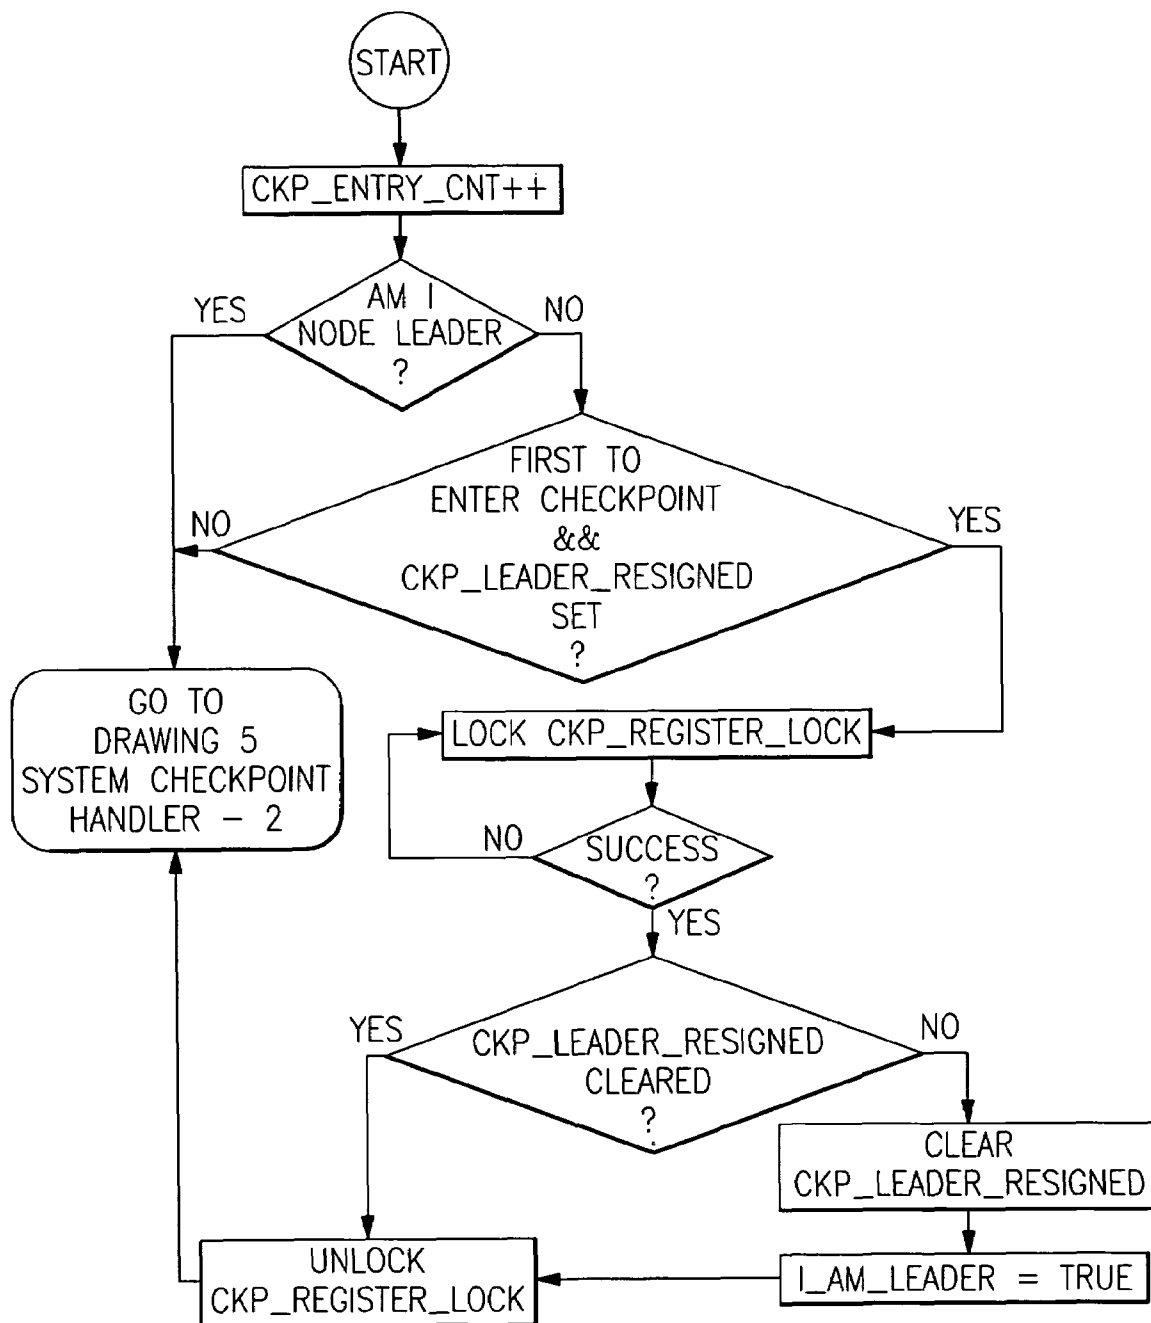 START
CKP_ENTRY_CNT++
AM I
NODE LEADER
?
YES
NO
FIRST TO
ENTER CHECKPOINT
&&
CKP_LEADER_RESIGNED
SET
?
NO
YES
GO TO
DRAWING 5
SYSTEM CHECKPOINT
HANDLER - 2
LOCK CKP_REGISTER_LOCK
SUCCESS
?
NO
YES
CKP_LEADER_RESIGNED
CLEARED
?
YES
NO
CLEAR
CKP_LEADER_RESIGNED
I_AM_LEADER = TRUE
UNLOCK
CKP_REGISTER_LOCK